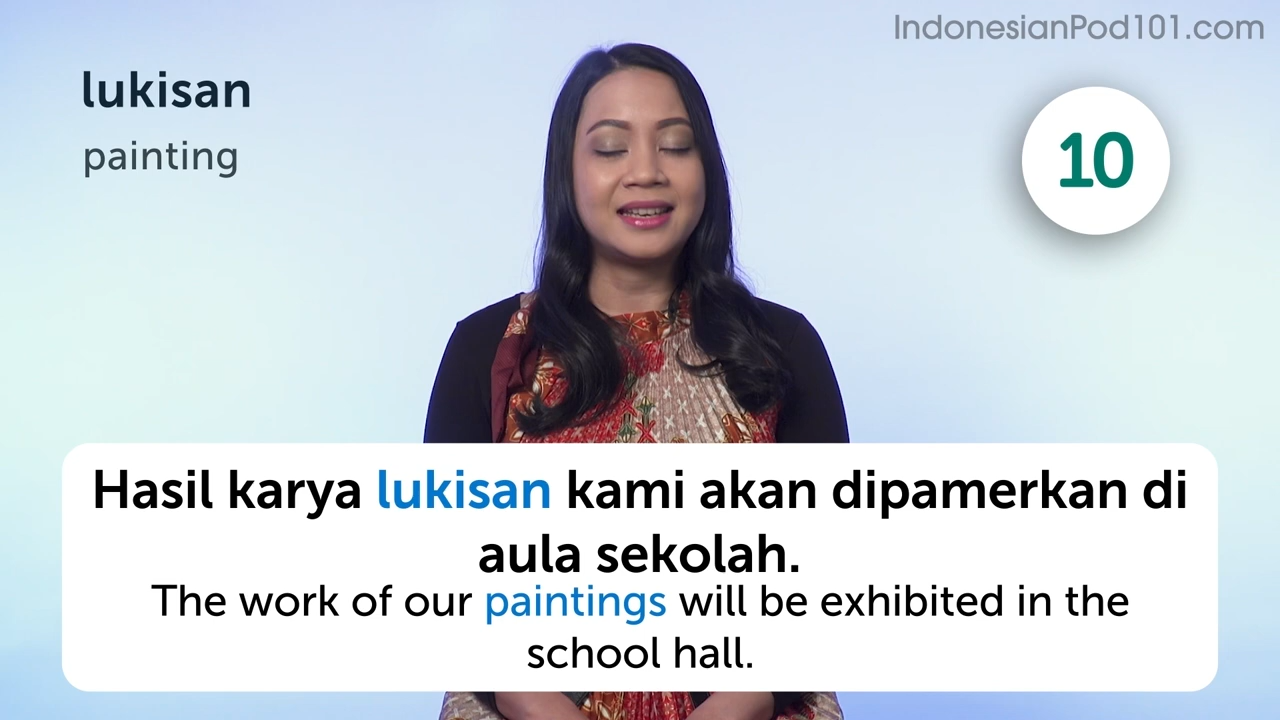 IndonesianPod101.com
lukisan
painting
10
Hasil karya lukisan kami akan dipamerkan di
aula sekolah.
The work of our paintings will be exhibited in the
school hall.